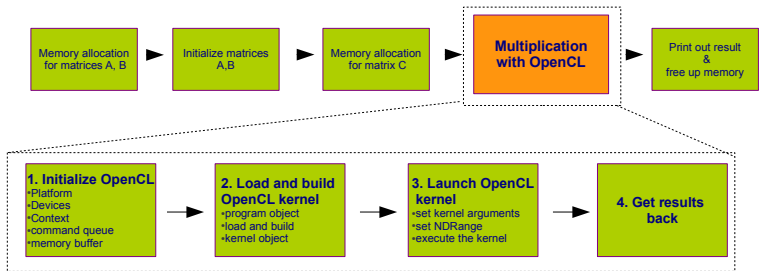 Memory allocation
for matrices A, B
Initialize matrices
A,B
Memory allocation
for matrix C
Multiplication
with OpenCL
Print out result
&
free up memory
1. Initialize OpenCL
•Platform
•Devices
•Context
•command queue
•memory buffer
2. Load and build
OpenCL kernel
•program object
•load and build
•kernel object
3. Launch OpenCL
kernel
•set kernel arguments
•set NDRange
•execute the kernel
4. Get results
back